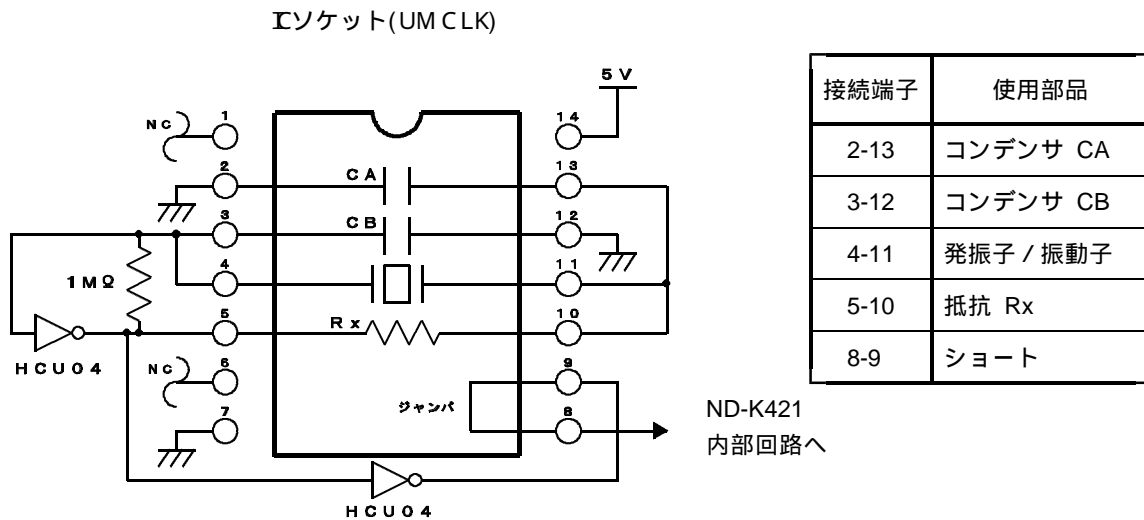 ICソケット(UM CLK)
5V
NC
1
14
2
CA
13
3
CB
12
1MΩ
4
11
5
Rx
10
HCU04
NC
6
9
7
ジャンパ
8
HCU04
ND-K421
内部回路へ
接続端子 使用部品
2-13 コンデンサ CA
3-12 コンデンサ CB
4-11 発振子 / 振動子
5-10 抵抗 Rx
8-9 ショート